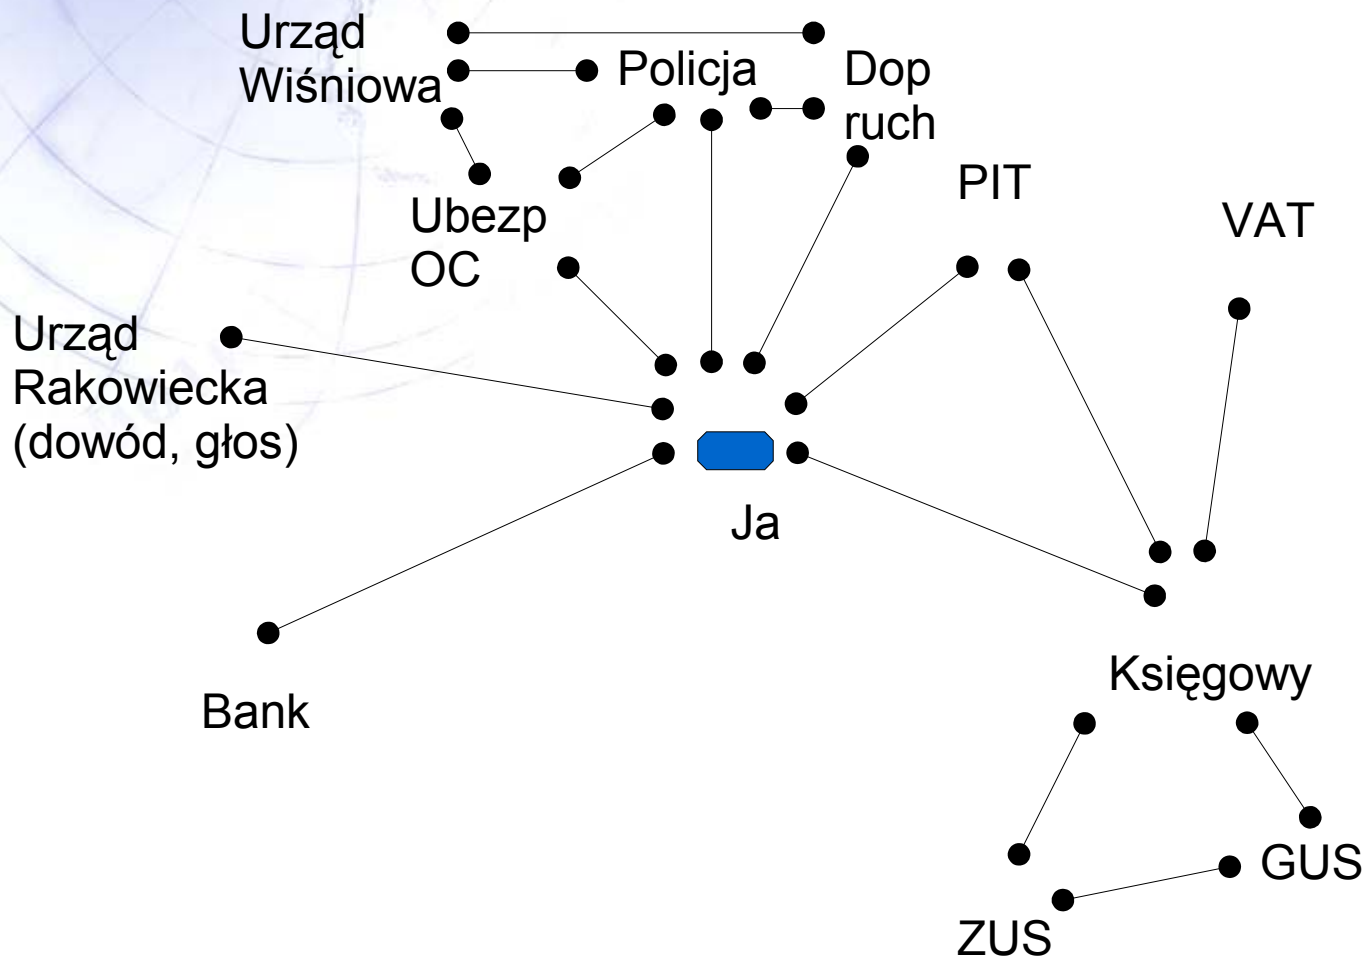 Urząd
Wiśniowa
Policja
Dop
ruch
PIT
VAT
Ubezp
OC
Urząd
Rakowiecka
(dowód, głos)
Ja
Księgowy
Bank
GUS
ZUS